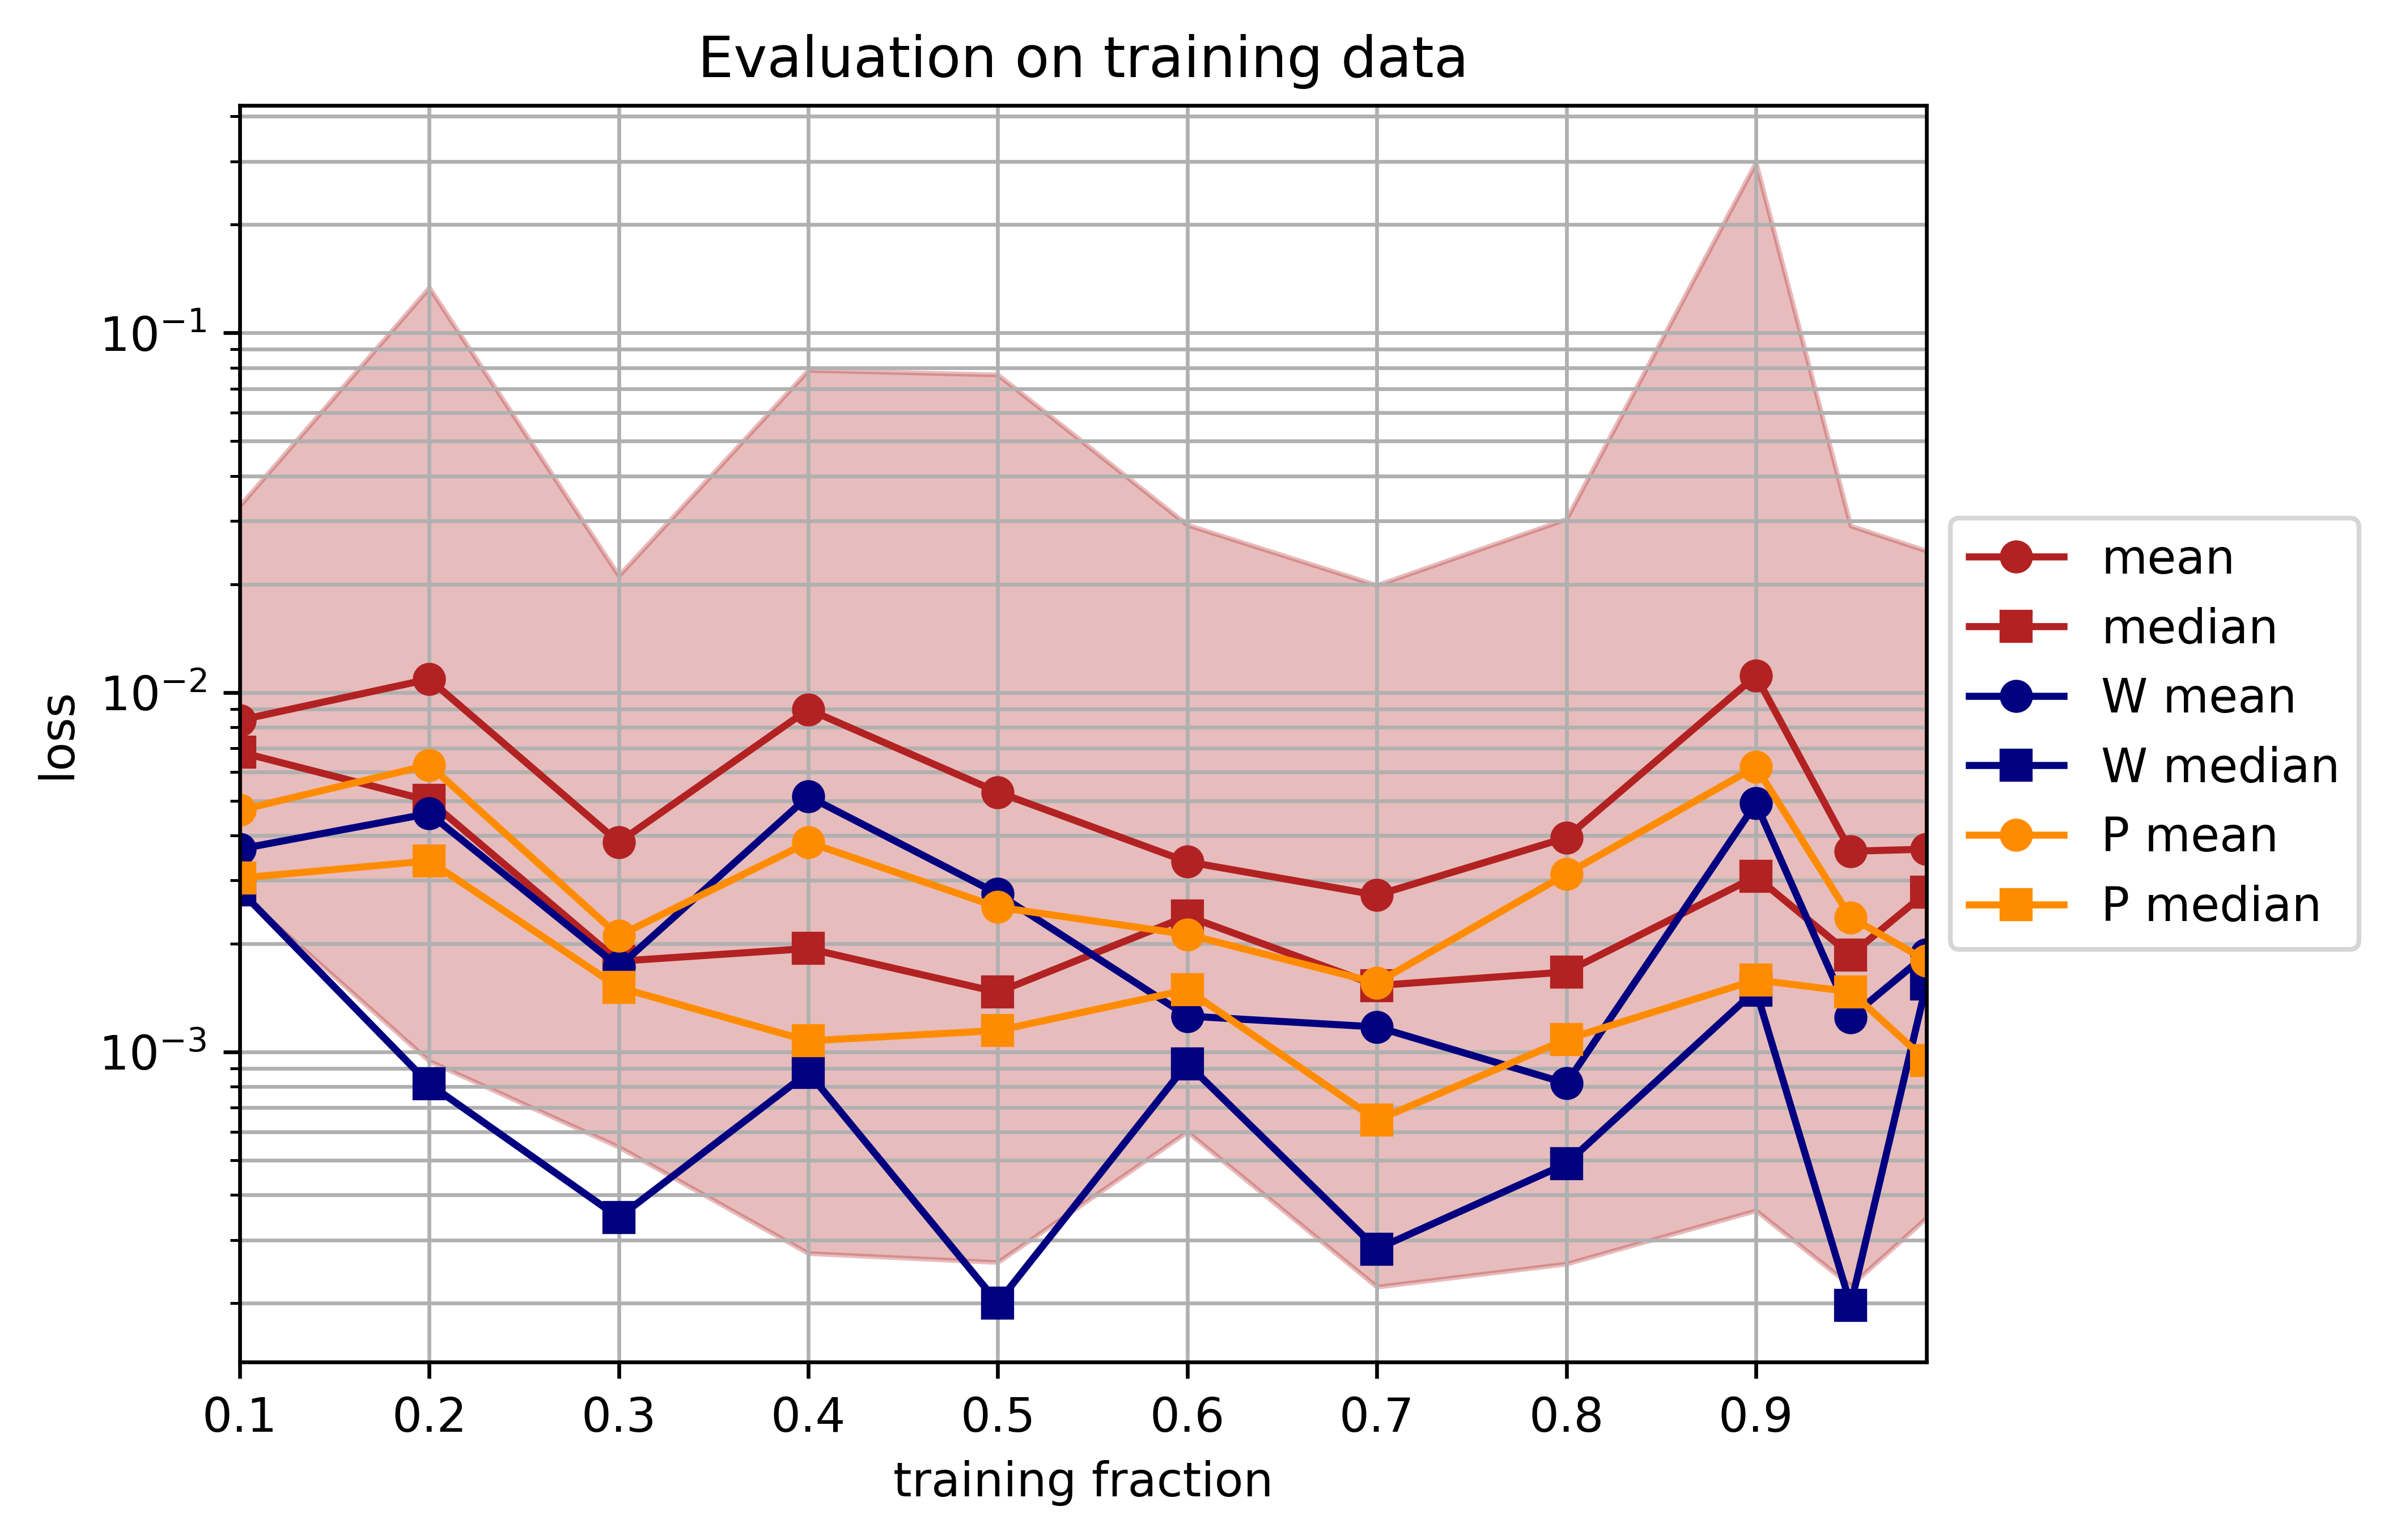 Evaluation on training data
10⁻¹
10⁻²
10⁻³
loss
0.1 0.2 0.3 0.4 0.5 0.6 0.7 0.8 0.9
training fraction
mean
median
W mean
W median
P mean
P median